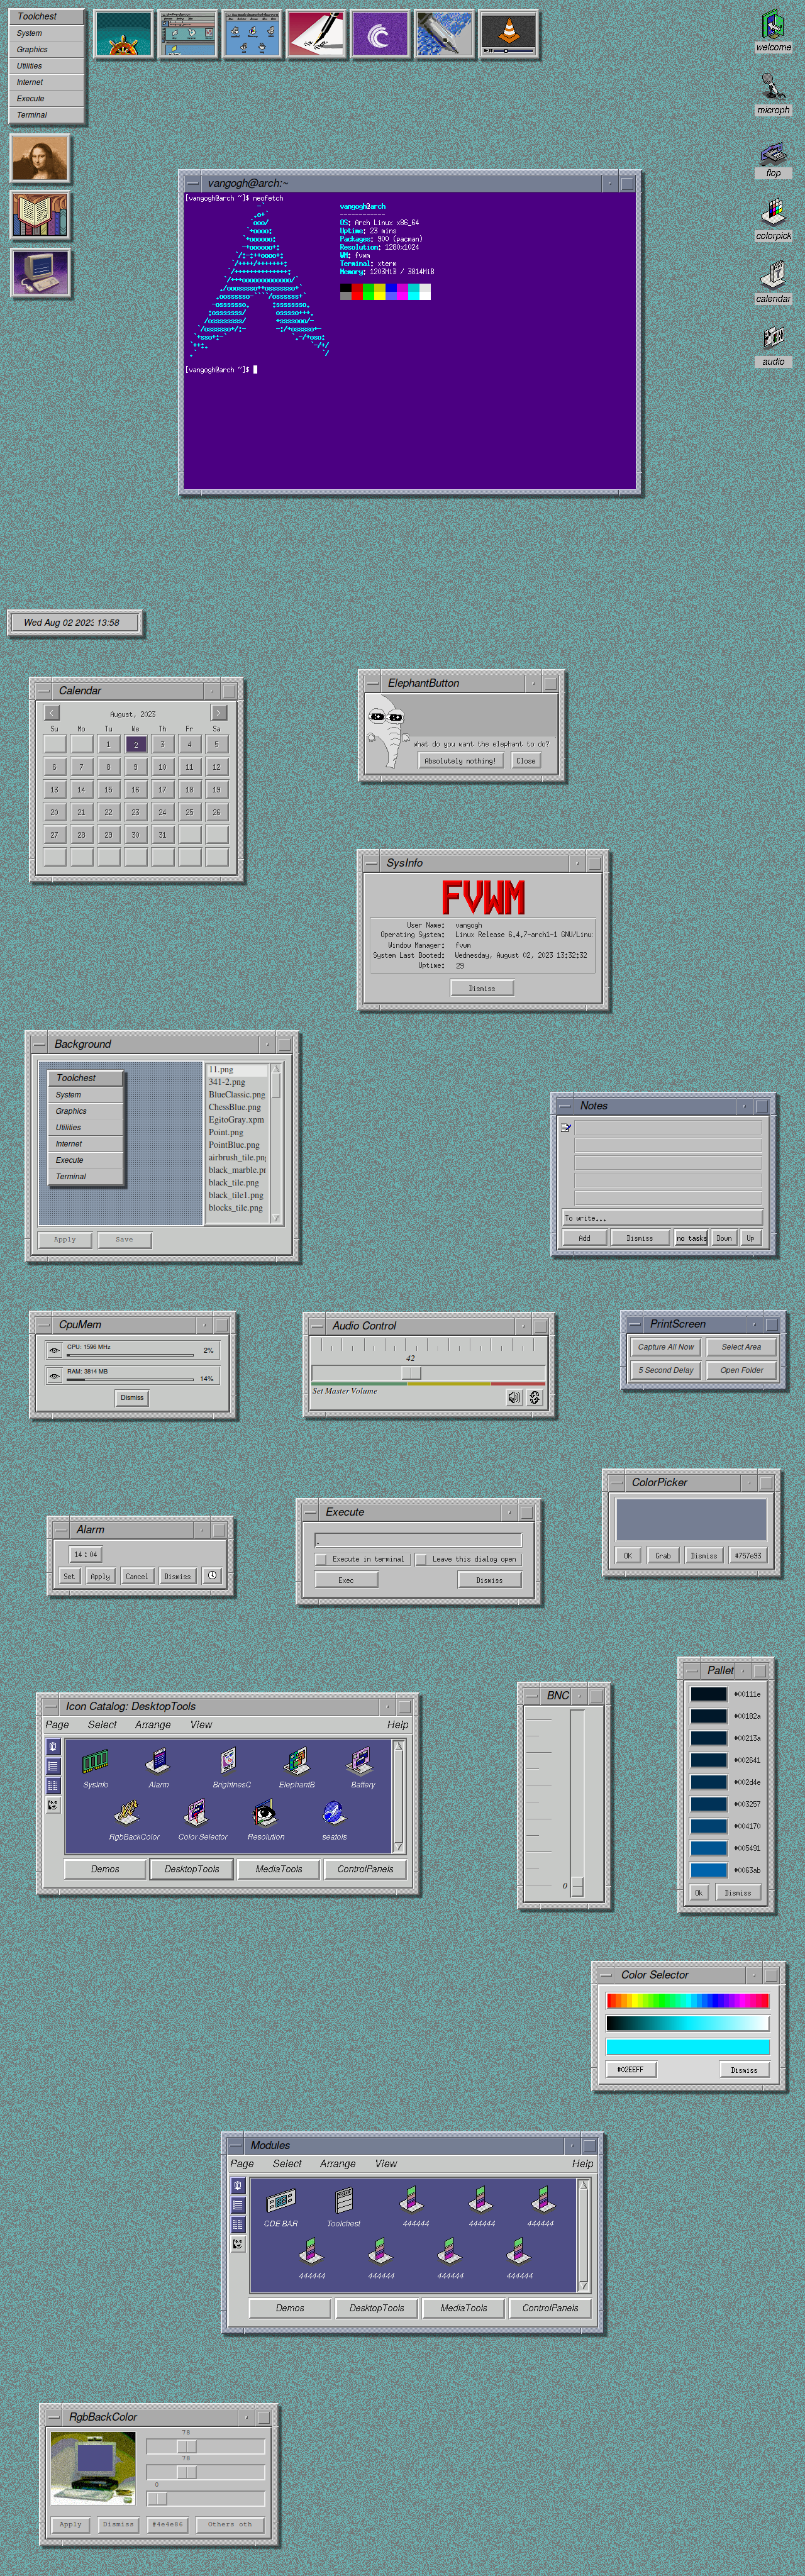 Toolchest
System
Graphics
Utilities
Internet
Execute
Terminal
welcome
microph
flop
colorpick
calendar
audio
vangogh@arch:~
[vangogh@arch ~]$ neofetch
vangogh@arch
------------
OS: Arch Linux x86_64
Uptime: 23 mins
Packages: 900 (pacman)
Resolution: 1280x1024
WM: fvwm
Terminal: xterm
Memory: 1203MiB / 3814MiB
[vangogh@arch ~]$
Wed Aug 02 2023 13:58
Calendar
August, 2023
Su Mo Tu We Th Fr Sa
1 2 3 4 5
6 7 8 9 10 11 12
13 14 15 16 17 18 19
20 21 22 23 24 25 26
27 28 29 30 31
ElephantButton
what do you want the elephant to do?
Absolutely nothing! Close
SysInfo
FVWM
User Name: vangogh
Operating System: Linux Release 6.4.7-arch1-1 GNU/Linu
Window Manager: fvwm
System Last Booted: Wednesday, August 02, 2023 13:32:32
Uptime: 29
Dismiss
Background
Toolchest
System
Graphics
Utilities
Internet
Execute
Terminal
11.png
341-2.png
BlueClassic.png
ChessBlue.png
EgitoGray.xpm
Point.png
PointBlue.png
airbrush_tile.png
black_marble.pr
black_tile.png
black_tile1.png
blocks_tile.png
Apply Save
Notes
To write...
Add Dismiss no tasks Down Up
CpuMem
CPU: 1596 MHz 2%
RAM: 3814 MB 14%
Dismiss
Audio Control
42
Set Master Volume
PrintScreen
Capture All Now Select Area
5 Second Delay Open Folder
ColorPicker
OK Grab Dismiss #757e93
Alarm
14 : 04
Set Apply Cancel Dismiss
Execute
Execute in terminal Leave this dialog open
Exec Dismiss
Icon Catalog: DesktopTools
Page Select Arrange View Help
SysInfo Alarm BrightnesC ElephantB Battery
RgbBackColor Color Selector Resolution seatols
Demos DesktopTools MediaTools ControlPanels
BNC
0
Pallet
#00111e
#00182a
#00213a
#002641
#002d4e
#003257
#004170
#005491
#0063ab
Ok Dismiss
Color Selector
#02EEFF Dismiss
Modules
Page Select Arrange View Help
CDE BAR Toolchest 444444 444444 444444
444444 444444 444444 444444
Demos DesktopTools MediaTools ControlPanels
RgbBackColor
78
78
0
Apply Dismiss #4e4e86 Others oth